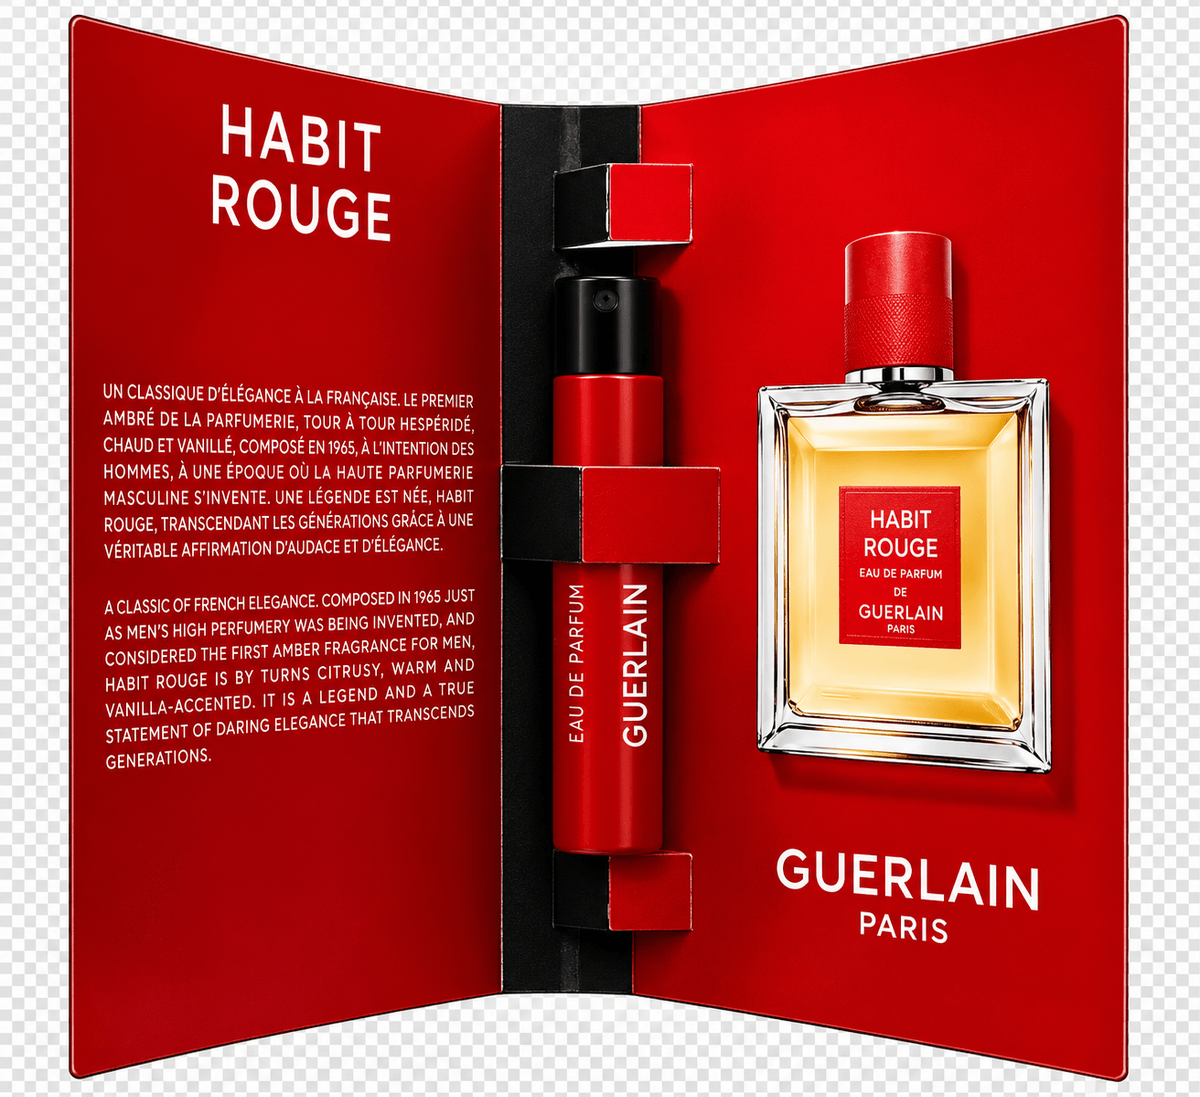 HABIT
ROUGE
UN CLASSIQUE D'ÉLÉGANCE À LA FRANÇAISE. LE PREMIER
AMBRÉ DE LA PARFUMERIE, TOUR À TOUR HESPÉRIDÉ,
CHAUD ET VANILLÉ, COMPOSÉ EN 1965, À L'INTENTION DES
HOMMES, À UNE ÉPOQUE OÙ LA HAUTE PARFUMERIE
MASCULINE S'INVENTE. UNE LÉGENDE EST NÉE, HABIT
ROUGE, TRANSCENDANT LES GÉNÉRATIONS GRÂCE À UNE
VÉRITABLE AFFIRMATION D'AUDACE ET D'ÉLÉGANCE.
A CLASSIC OF FRENCH ELEGANCE. COMPOSED IN 1965 JUST
AS MEN'S HIGH PERFUMERY WAS BEING INVENTED, AND
CONSIDERED THE FIRST AMBER FRAGRANCE FOR MEN,
HABIT ROUGE IS BY TURNS CITRUSY, WARM AND
VANILLA-ACCENTED. IT IS A LEGEND AND A TRUE
STATEMENT OF DARING ELEGANCE THAT TRANSCENDS
GENERATIONS.
EAU DE PARFUM
GUERLAIN
HABIT
ROUGE
EAU DE PARFUM
DE
GUERLAIN
PARIS
GUERLAIN
PARIS